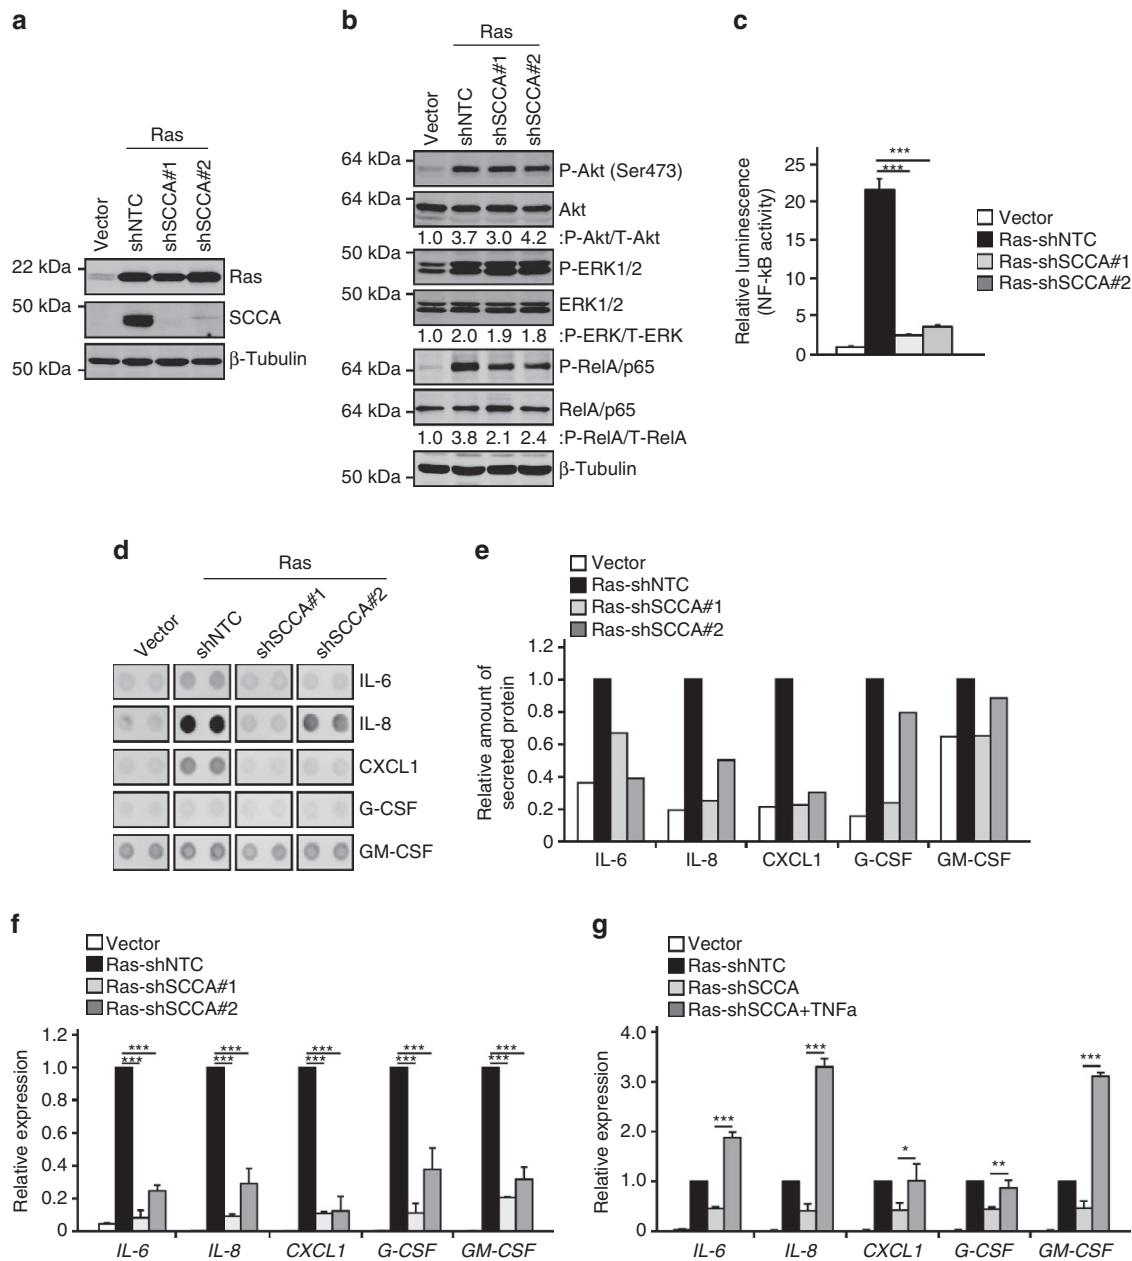 a
Ras
Vector
shNTC
shSCCA#1
shSCCA#2
22 kDa
Ras
50 kDa
SCCA
50 kDa
β-Tubulin
b
Ras
Vector
shNTC
shSCCA#1
shSCCA#2
64 kDa
P-Akt (Ser473)
64 kDa
Akt
1.0 3.7 3.0 4.2 :P-Akt/T-Akt
50 kDa
P-ERK1/2
50 kDa
ERK1/2
1.0 2.0 1.9 1.8 :P-ERK/T-ERK
64 kDa
P-RelA/p65
64 kDa
RelA/p65
1.0 3.8 2.1 2.4 :P-RelA/T-RelA
50 kDa
β-Tubulin
c
Relative luminescence
(NF-kB activity)
25
20
15
10
5
0
***
***
Vector
Ras-shNTC
Ras-shSCCA#1
Ras-shSCCA#2
d
Ras
Vector
shNTC
shSCCA#1
shSCCA#2
IL-6
IL-8
CXCL1
G-CSF
GM-CSF
e
Vector
Ras-shNTC
Ras-shSCCA#1
Ras-shSCCA#2
Relative amount of
secreted protein
1.2
1.0
0.8
0.6
0.4
0.2
0
IL-6 IL-8 CXCL1 G-CSF GM-CSF
f
Vector
Ras-shNTC
Ras-shSCCA#1
Ras-shSCCA#2
Relative expression
1.2
1.0
0.8
0.6
0.4
0.2
0
*** *** *** *** ***
*** *** *** *** ***
IL-6 IL-8 CXCL1 G-CSF GM-CSF
g
Vector
Ras-shNTC
Ras-shSCCA
Ras-shSCCA+TNFa
Relative expression
4.0
3.0
2.0
1.0
0
*** *** * ** ***
IL-6 IL-8 CXCL1 G-CSF GM-CSF